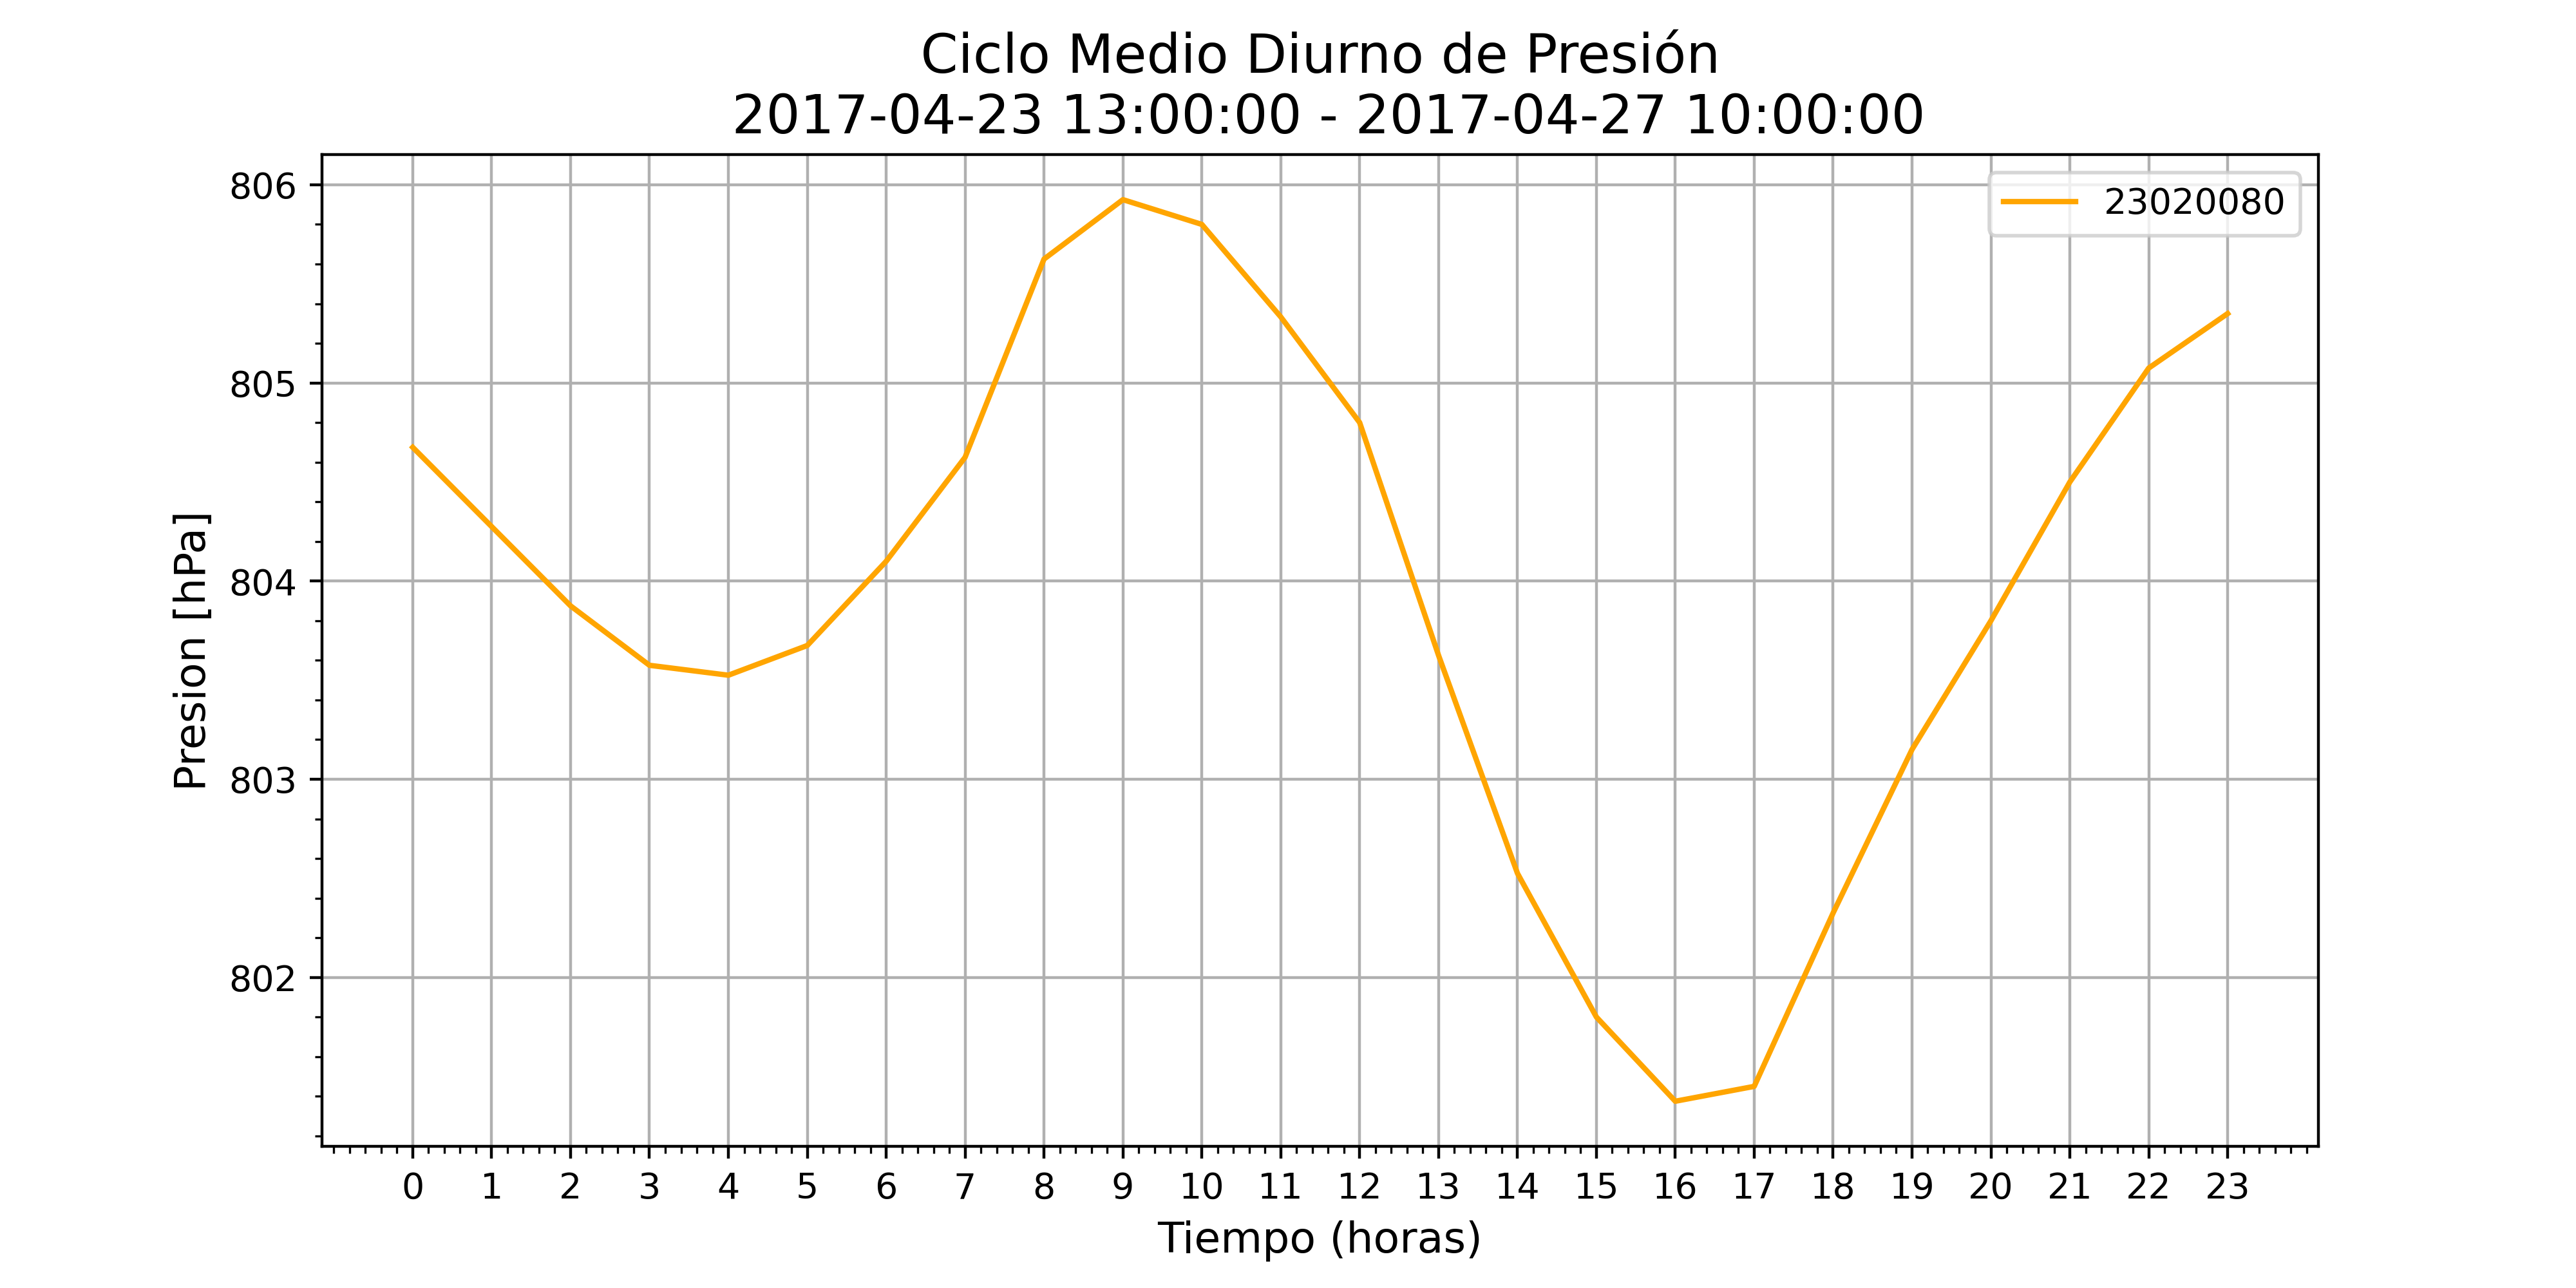 Ciclo Medio Diurno de Presión
2017-04-23 13:00:00 - 2017-04-27 10:00:00
23020080
806
805
804
803
802
Presion [hPa]
0 1 2 3 4 5 6 7 8 9 10 11 12 13 14 15 16 17 18 19 20 21 22 23
Tiempo (horas)